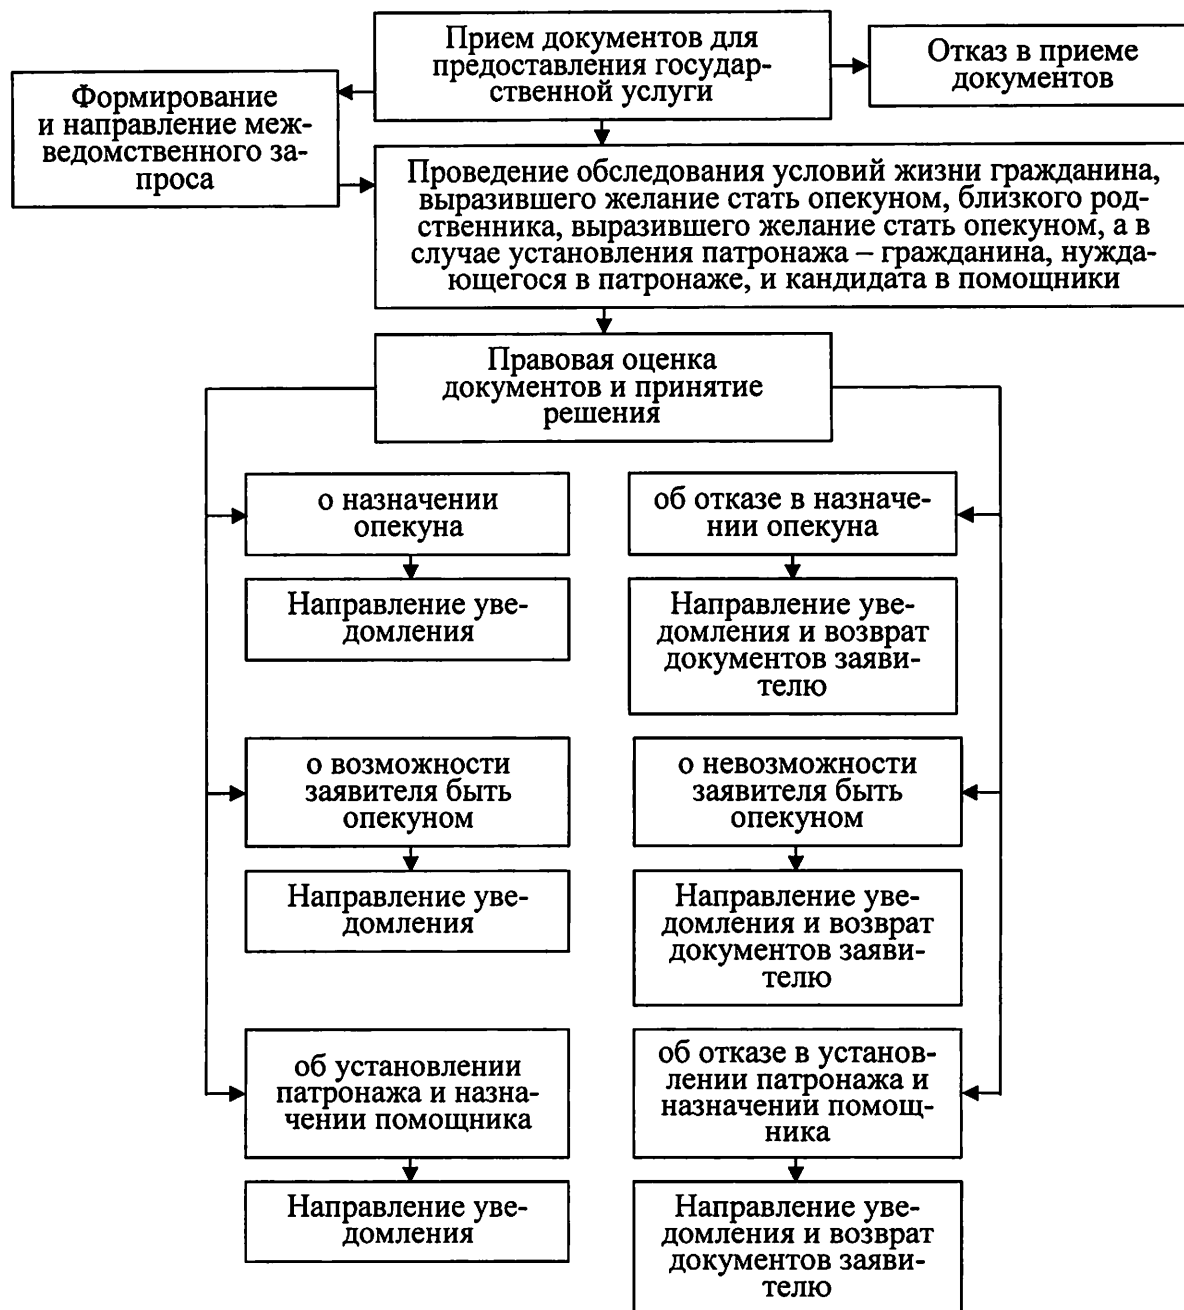 Прием документов для
предоставления государ-
ственной услуги
Отказ в приеме
документов
Формирование
и направление меж-
ведомственного за-
проса
Проведение обследования условий жизни гражданина,
выразившего желание стать опекуном, близкого род-
ственника, выразившего желание стать опекуном, а в
случае установления патронажа – гражданина, нужда-
ющегося в патронаже, и кандидата в помощники
Правовая оценка
документов и принятие
решения
о назначении
опекуна
об отказе в назначе-
нии опекуна
Направление уве-
домления
Направление уве-
домления и возврат
документов заяви-
телю
о возможности
заявителя быть
опекуном
о невозможности
заявителя быть
опекуном
Направление уве-
домления
Направление уве-
домления и возврат
документов заяви-
телю
об установлении
патронажа и назна-
чении помощника
об отказе в установ-
лении патронажа и
назначении помощ-
ника
Направление уве-
домления
Направление уве-
домления и возврат
документов заяви-
телю